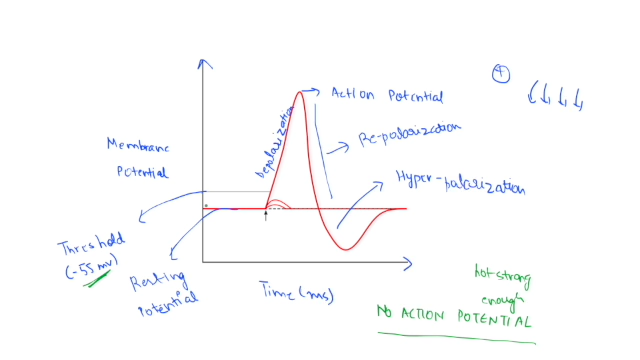 +
Action Potential
Depolarization
Re-polarization
Membrane
Potential
Hyper-polarization
Threshold
(-55 mv)
Resting
Potential
Time (ms)
not strong
enough
NO ACTION POTENTIAL